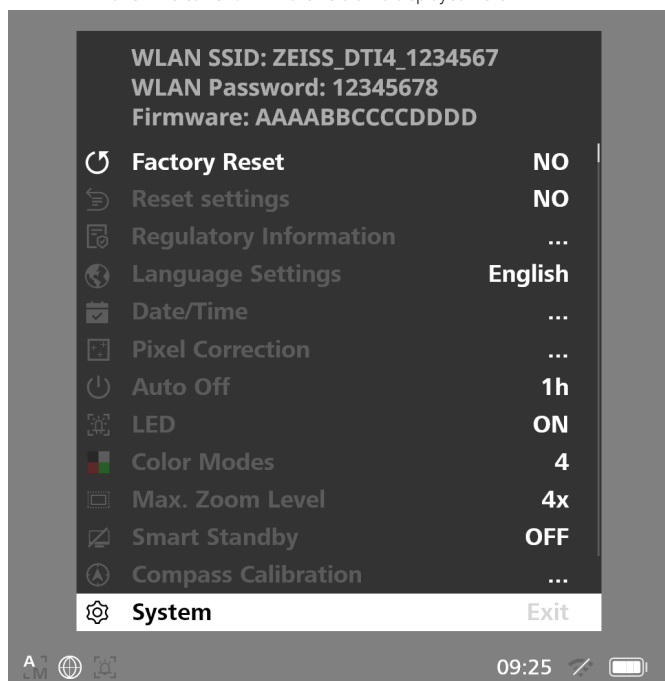 WLAN SSID: ZEISS_DTI4_1234567
WLAN Password: 12345678
Firmware: AAAABBCCCCDDDD
Factory Reset NO
Reset settings NO
Regulatory Information ...
Language Settings English
Date/Time ...
Pixel Correction ...
Auto Off 1h
LED ON
Color Modes 4
Max. Zoom Level 4x
Smart Standby OFF
Compass Calibration ...
System Exit
A M 09:25